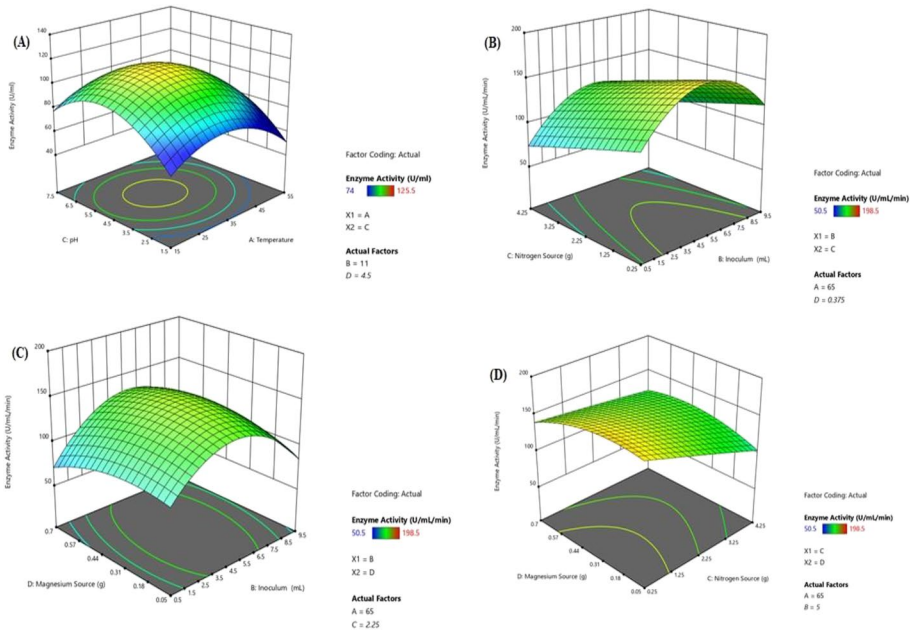 (A)
140
120
100
80
60
40
Enzyme Activity (U/ml)
7.5
6.5
5.5
4.5
3.5
2.5
1.5
C: pH
15
25
35
45
55
A: Temperature
Factor Coding: Actual
Enzyme Activity (U/ml)
74 125.5
X1 = A
X2 = C
Actual Factors
B = 11
D = 4.5
(B)
200
150
100
50
Enzyme Activity (U/mL/min)
4.25
3.25
2.25
1.25
0.25
C: Nitrogen Source (g)
0.5
1.5
2.5
3.5
4.5
5.5
6.5
7.5
8.5
9.5
B: Inoculum (mL)
Factor Coding: Actual
Enzyme Activity (U/mL/min)
50.5 198.5
X1 = B
X2 = C
Actual Factors
A = 65
D = 0.375
(C)
200
150
100
50
Enzyme Activity (U/mL/min)
0.7
0.57
0.44
0.31
0.18
0.05
D: Magnesium Source (g)
0.5
1.5
2.5
3.5
4.5
5.5
6.5
7.5
8.5
9.5
B: Inoculum (mL)
Factor Coding: Actual
Enzyme Activity (U/mL/min)
50.5 198.5
X1 = B
X2 = D
Actual Factors
A = 65
C = 2.25
(D)
200
150
100
50
Enzyme Activity (U/mL/min)
0.7
0.57
0.44
0.31
0.18
0.05
D: Magnesium Source (g)
0.25
1.25
2.25
3.25
4.25
C: Nitrogen Source (g)
Factor Coding: Actual
Enzyme Activity (U/mL/min)
50.5 198.5
X1 = C
X2 = D
Actual Factors
A = 65
B = 5